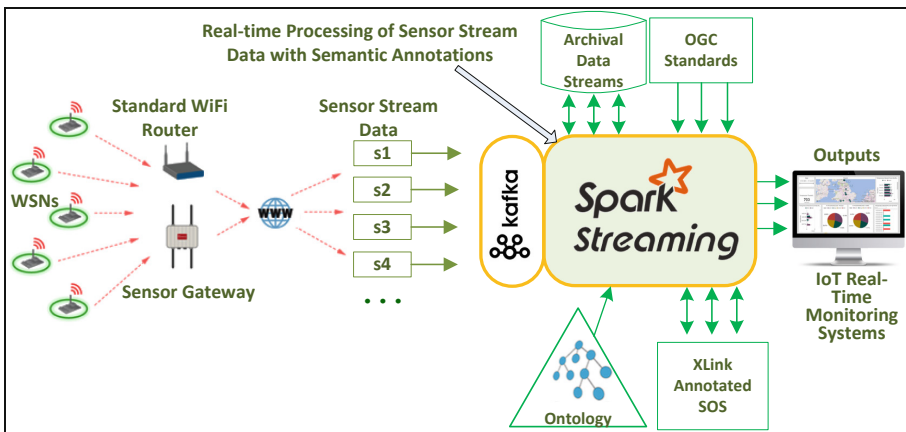 Real-time Processing of Sensor Stream
Data with Semantic Annotations
Archival
Data
Streams
OGC
Standards
Standard WiFi
Router
Sensor Stream
Data
WSNs
WWW
s1
s2
s3
s4
. . .
Sensor Gateway
kafka
Spark
Streaming
Outputs
IoT Real-
Time
Monitoring
Systems
Ontology
XLink
Annotated
SOS